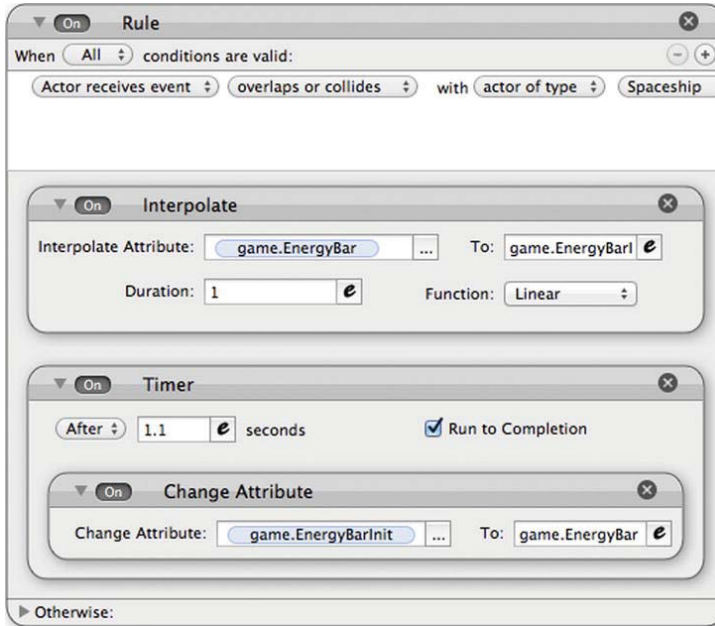 On Rule
When All conditions are valid:
Actor receives event overlaps or collides with actor of type Spaceship
On Interpolate
Interpolate Attribute: game.EnergyBar ... To: game.EnergyBarI e
Duration: 1 e Function: Linear
On Timer
After 1.1 e seconds Run to Completion
On Change Attribute
Change Attribute: game.EnergyBarInit ... To: game.EnergyBar e
Otherwise: